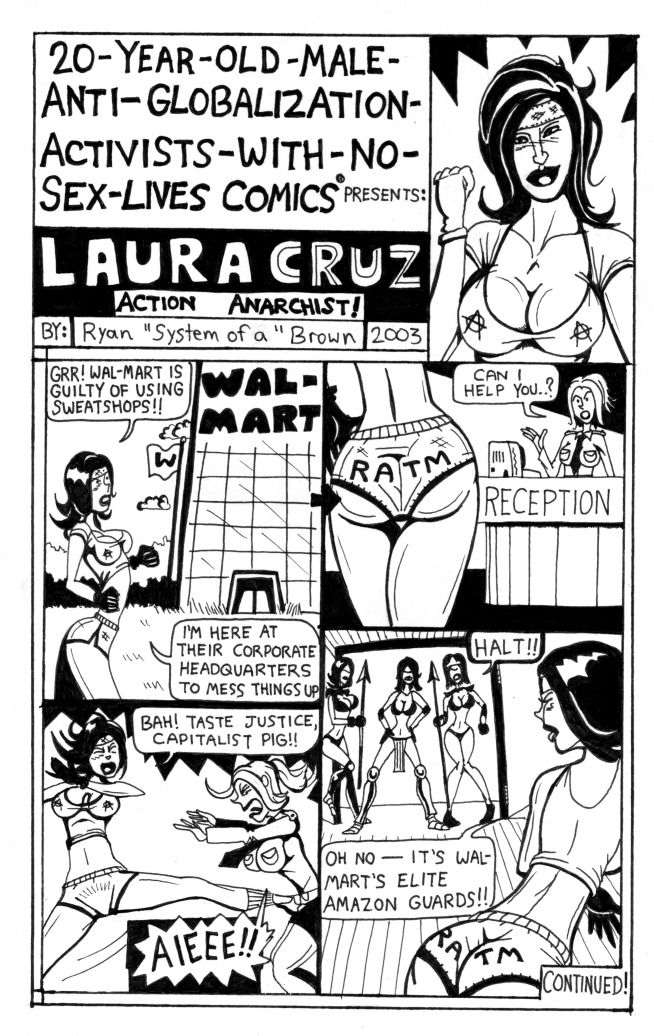 20-YEAR-OLD-MALE-
ANTI-GLOBALIZATION-
ACTIVISTS-WITH-NO-
SEX-LIVES COMICS® PRESENTS:
LAURA CRUZ
ACTION ANARCHIST!
BY: Ryan "System of a" Brown 2003
GRR! WAL-MART IS
GUILTY OF USING
SWEATSHOPS!!
WAL-
MART
W
I'M HERE AT
THEIR CORPORATE
HEADQUARTERS
TO MESS THINGS UP
CAN I
HELP YOU..?
RATM
RECEPTION
BAH! TASTE JUSTICE,
CAPITALIST PIG!!
AIEEE!!
HALT!!
OH NO — IT'S WAL-
MART'S ELITE
AMAZON GUARDS!!
RATM
CONTINUED!